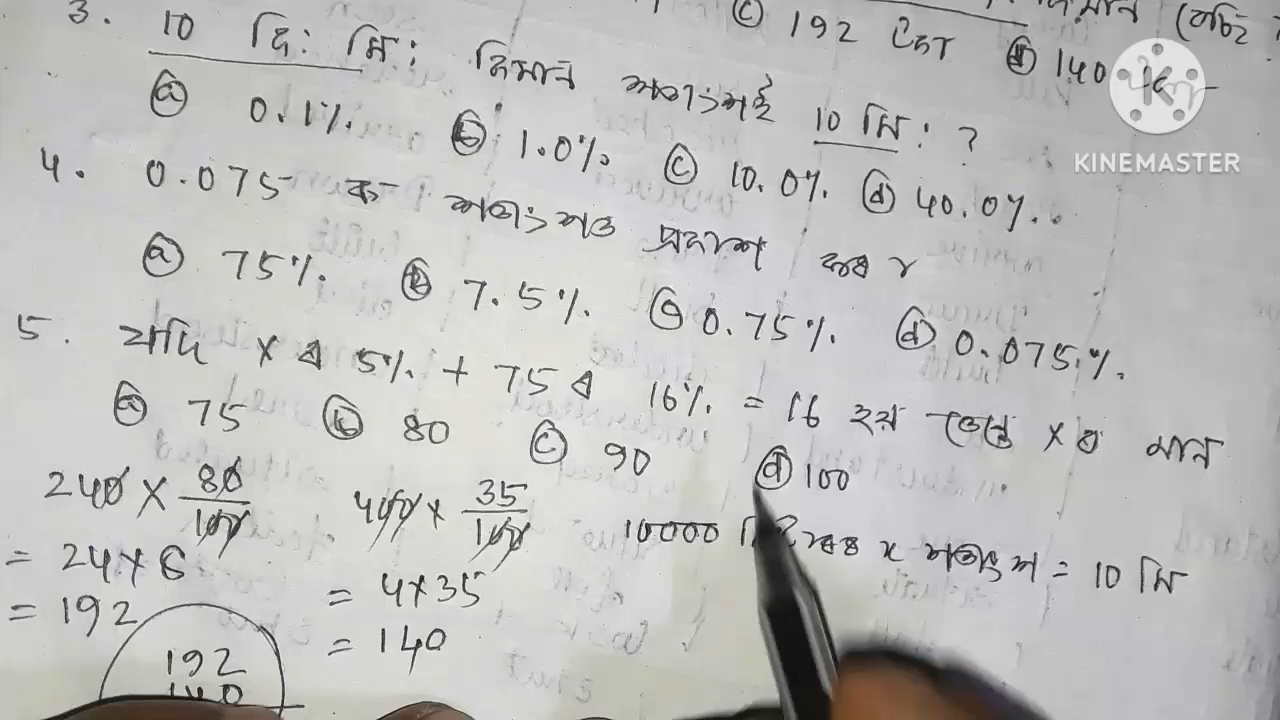 ⓒ 192 ⓓ 140
KINEMASTER
3. 10 কি: মি: কিমান শতাংশই 10 মি: ?
ⓐ 0.1% ⓑ 1.0% ⓒ 10.0% ⓓ 40.0%
4. 0.075 ক শতাংশত প্ৰকাশ কৰৰ
ⓐ 75% ⓑ 7.5% ⓒ 0.75% ⓓ 0.075%
5. যদি x ৰ 5% + 75 ৰ 16% = 16 হয় তেন্তে x ৰ মান
ⓐ 75 ⓑ 80 ⓒ 90 ⓓ 100
240 × 80/100 400 × 35/100 10000 x শতাংশ = 10 মি
= 24 × 8 = 4×35
= 192 = 140
192
140